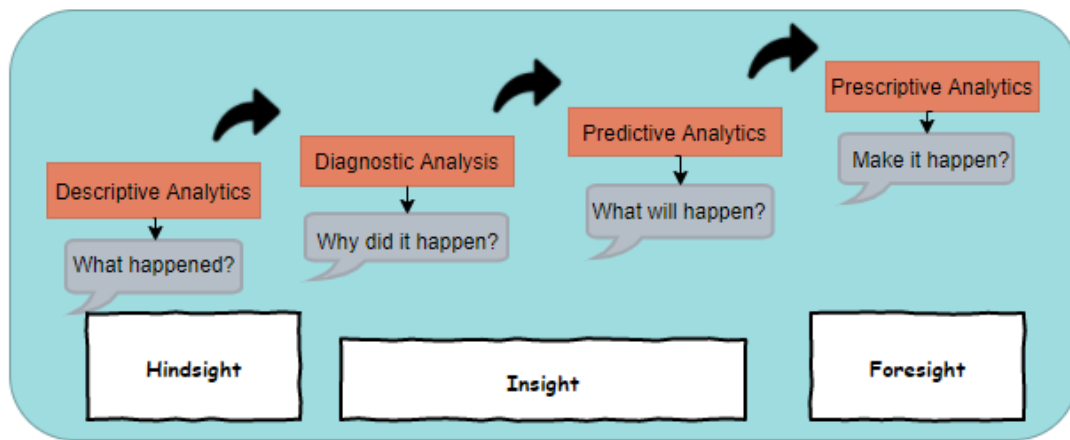 Descriptive Analytics
What happened?
Diagnostic Analysis
Why did it happen?
Predictive Analytics
What will happen?
Prescriptive Analytics
Make it happen?
Hindsight
Insight
Foresight